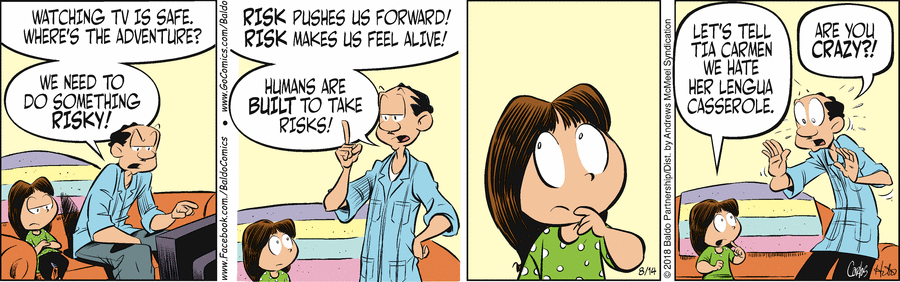 WATCHING TV IS SAFE.
WHERE'S THE ADVENTURE?
WE NEED TO
DO SOMETHING
RISKY!
www.Facebook.com/BaldoComics • www.GoComics.com/Baldo
RISK PUSHES US FORWARD!
RISK MAKES US FEEL ALIVE!
HUMANS ARE
BUILT TO TAKE
RISKS!
8/14
© 2018 Baldo Partnership/Dist. by Andrews McMeel Syndication
LET'S TELL
TIA CARMEN
WE HATE
HER LENGUA
CASSEROLE.
ARE YOU
CRAZY?!